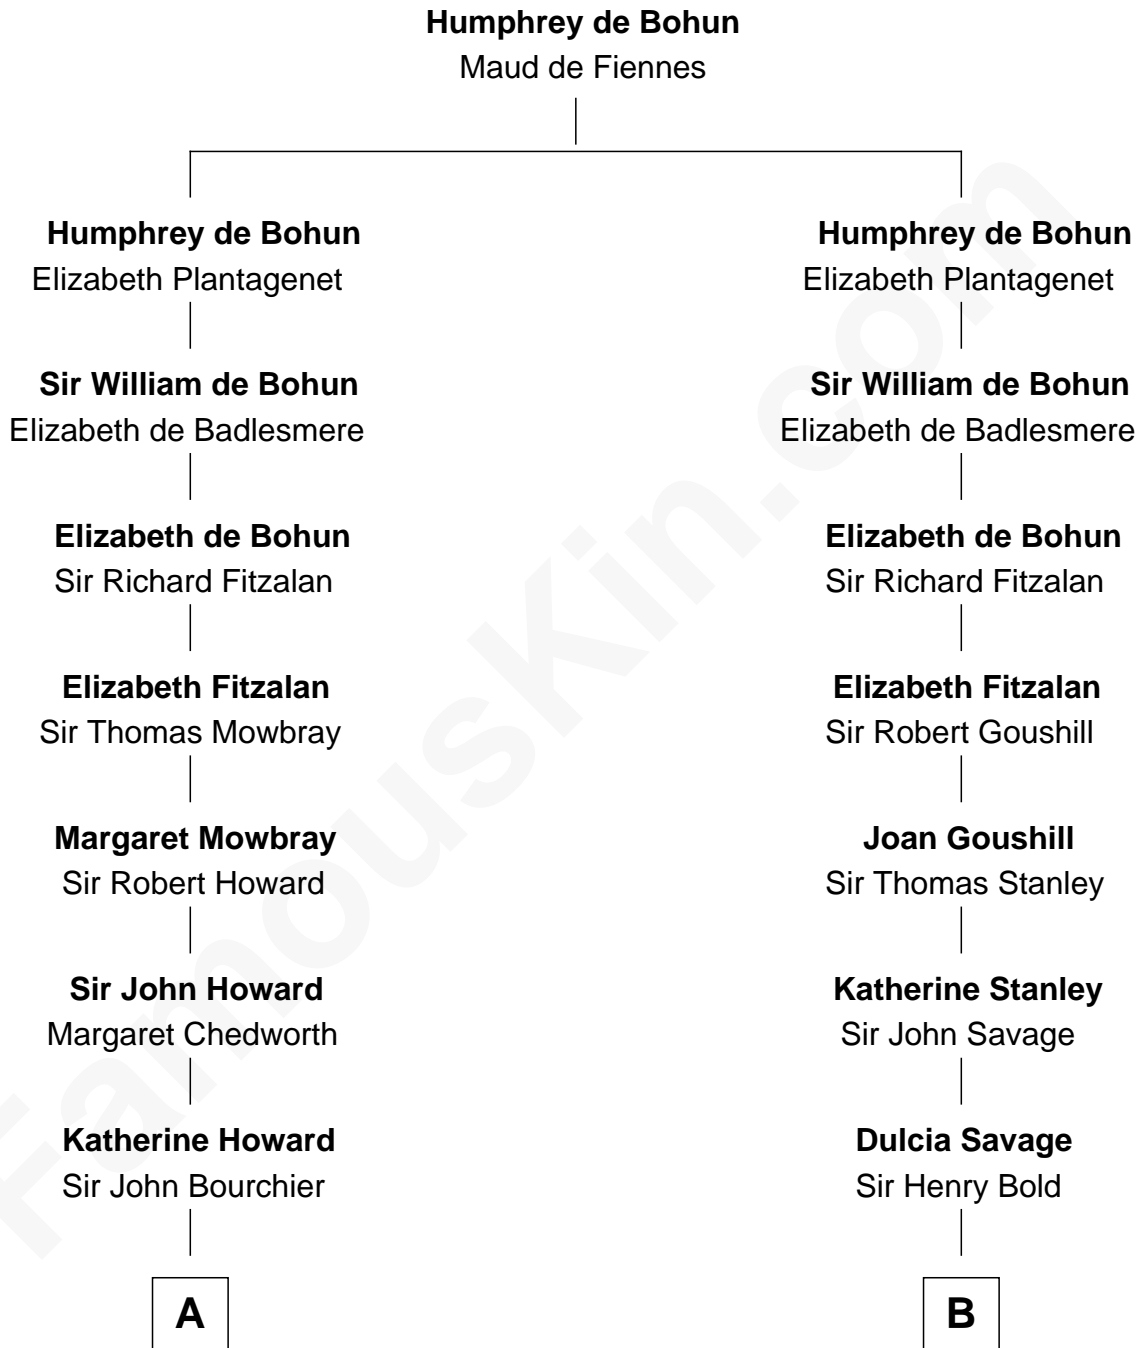 Humphrey de Bohun
Maud de Fiennes
Humphrey de Bohun
Elizabeth Plantagenet
Humphrey de Bohun
Elizabeth Plantagenet
Sir William de Bohun
Elizabeth de Badlesmere
Sir William de Bohun
Elizabeth de Badlesmere
Elizabeth de Bohun
Sir Richard Fitzalan
Elizabeth de Bohun
Sir Richard Fitzalan
Elizabeth Fitzalan
Sir Thomas Mowbray
Elizabeth Fitzalan
Sir Robert Goushill
Margaret Mowbray
Sir Robert Howard
Joan Goushill
Sir Thomas Stanley
Sir John Howard
Margaret Chedworth
Katherine Stanley
Sir John Savage
Katherine Howard
Sir John Bourchier
Dulcia Savage
Sir Henry Bold
A
B
FamousKin.com